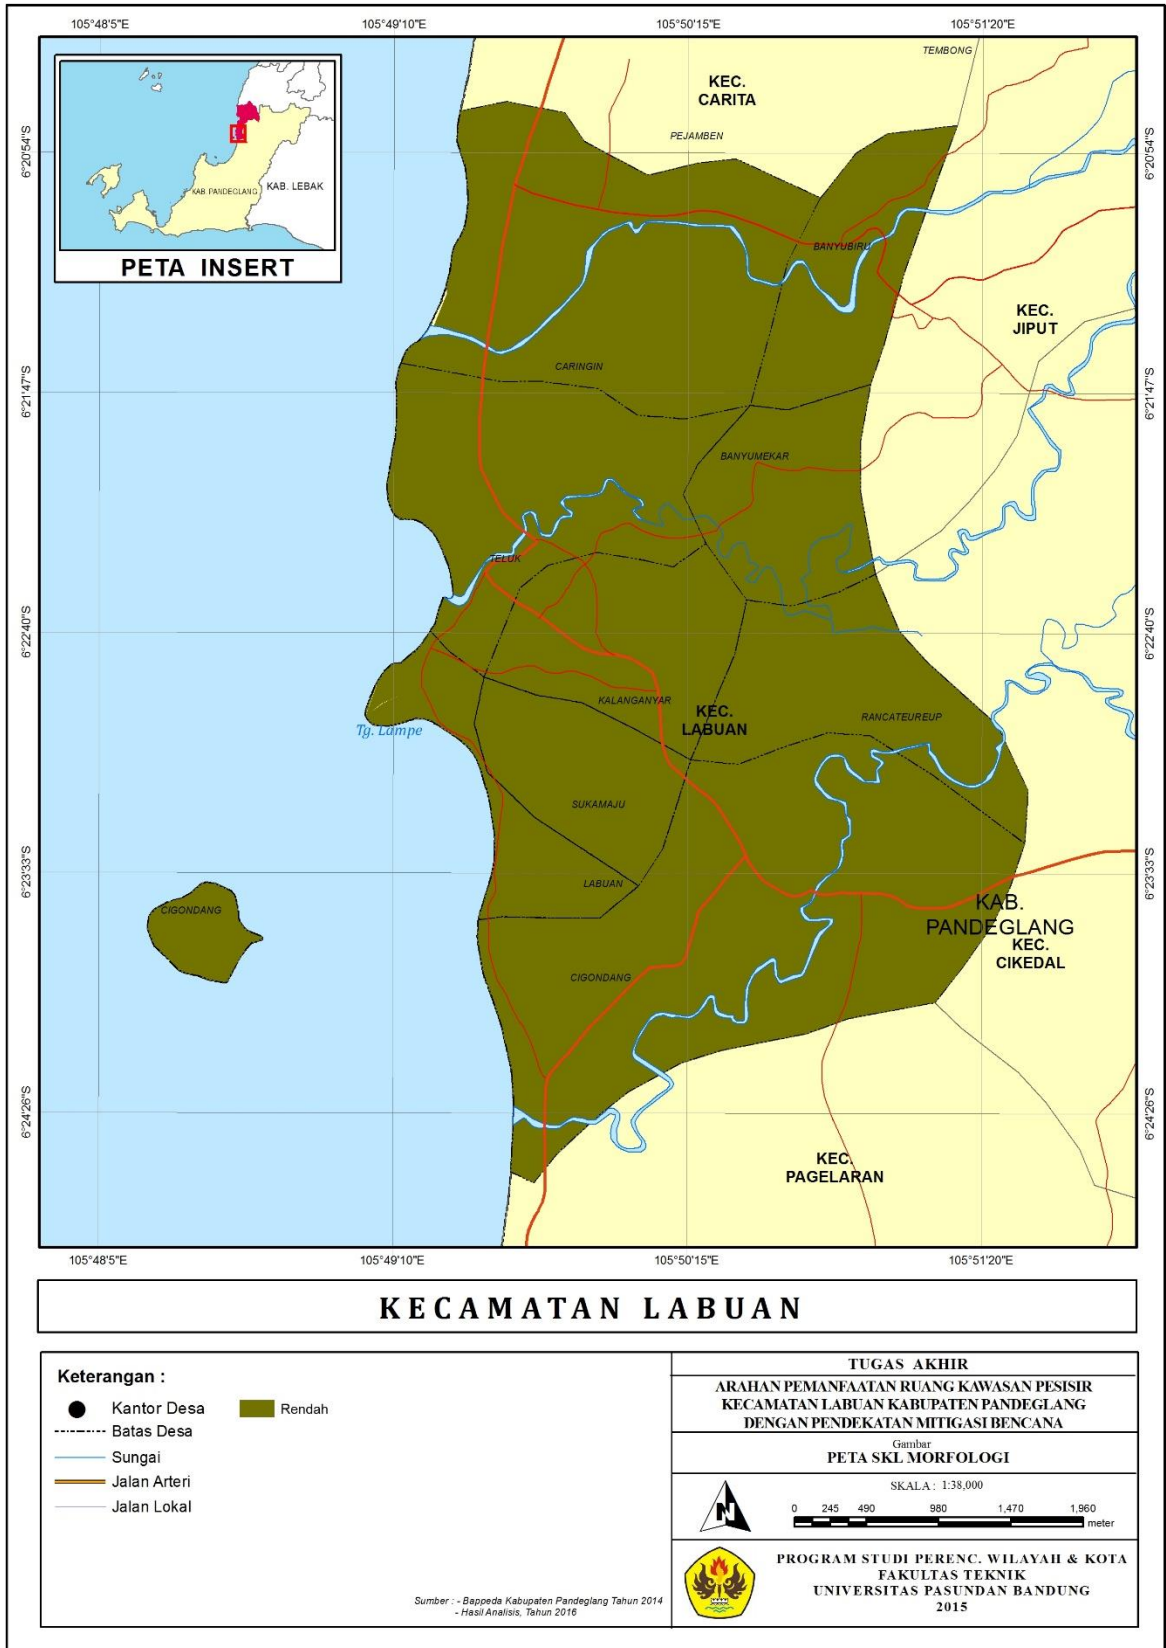 105°48'5"E
105°49'10"E
105°50'15"E
105°51'20"E
6°20'54"S
6°21'47"S
6°22'40"S
6°23'33"S
6°24'26"S
6°20'54"S
6°21'47"S
6°22'40"S
6°23'33"S
6°24'26"S
KAB. PANDEGLANG
KAB. LEBAK
PETA INSERT
TEMBONG
KEC.
CARITA
PEJAMBEN
BANYUBIRU
KEC.
JIPUT
CARINGIN
BANYUMEKAR
TELUK
KALANGANYAR
KEC.
LABUAN
RANCATEUREUP
Tg. Lampe
SUKAMAJU
LABUAN
CIGONDANG
KAB.
PANDEGLANG
KEC.
CIKEDAL
CIGONDANG
KEC.
PAGELARAN
105°48'5"E
105°49'10"E
105°50'15"E
105°51'20"E
KECAMATAN LABUAN
Keterangan :
Kantor Desa
Rendah
Batas Desa
Sungai
Jalan Arteri
Jalan Lokal
Sumber : - Bappeda Kabupaten Pandeglang Tahun 2014
- Hasil Analisis, Tahun 2016
TUGAS AKHIR
ARAHAN PEMANFAATAN RUANG KAWASAN PESISIR
KECAMATAN LABUAN KABUPATEN PANDEGLANG
DENGAN PENDEKATAN MITIGASI BENCANA
Gambar
PETA SKL MORFOLOGI
SKALA : 1:38,000
N
0 245 490 980 1,470 1,960
meter
PROGRAM STUDI PERENC. WILAYAH & KOTA
FAKULTAS TEKNIK
UNIVERSITAS PASUNDAN BANDUNG
2015